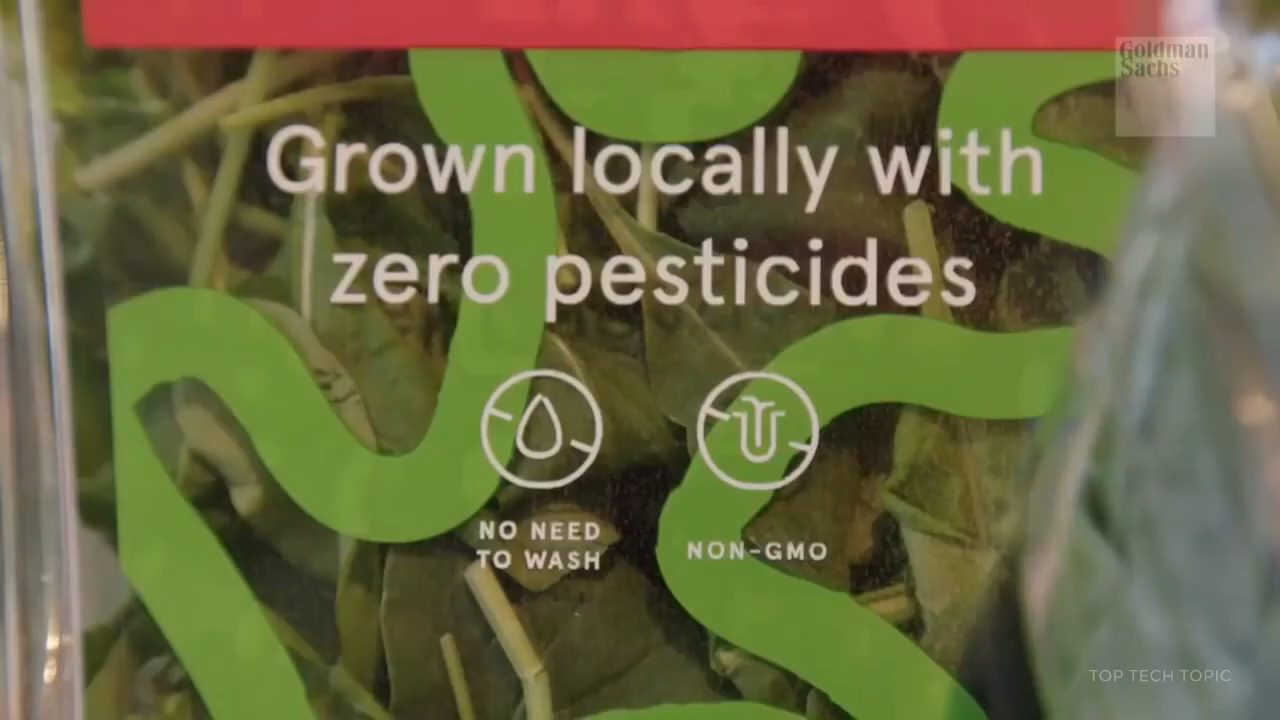 Goldman
Sachs
Grown locally with
zero pesticides
NO NEED
TO WASH
NON-GMO
TOP TECH TOPIC